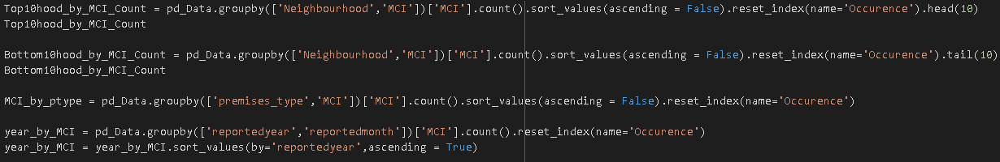 Top10hood_by_MCI_Count = pd_Data.groupby(['Neighbourhood','MCI'])['MCI'].count().sort_values(ascending = False).reset_index(name='Occurence').head(10)
Top10hood_by_MCI_Count
Bottom10hood_by_MCI_Count = pd_Data.groupby(['Neighbourhood','MCI'])['MCI'].count().sort_values(ascending = False).reset_index(name='Occurence').tail(10)
Bottom10hood_by_MCI_Count
MCI_by_ptype = pd_Data.groupby(['premises_type','MCI'])['MCI'].count().sort_values(ascending = False).reset_index(name='Occurence')
year_by_MCI = pd_Data.groupby(['reportedyear','reportedmonth'])['MCI'].count().reset_index(name='Occurence')
year_by_MCI = year_by_MCI.sort_values(by='reportedyear',ascending = True)